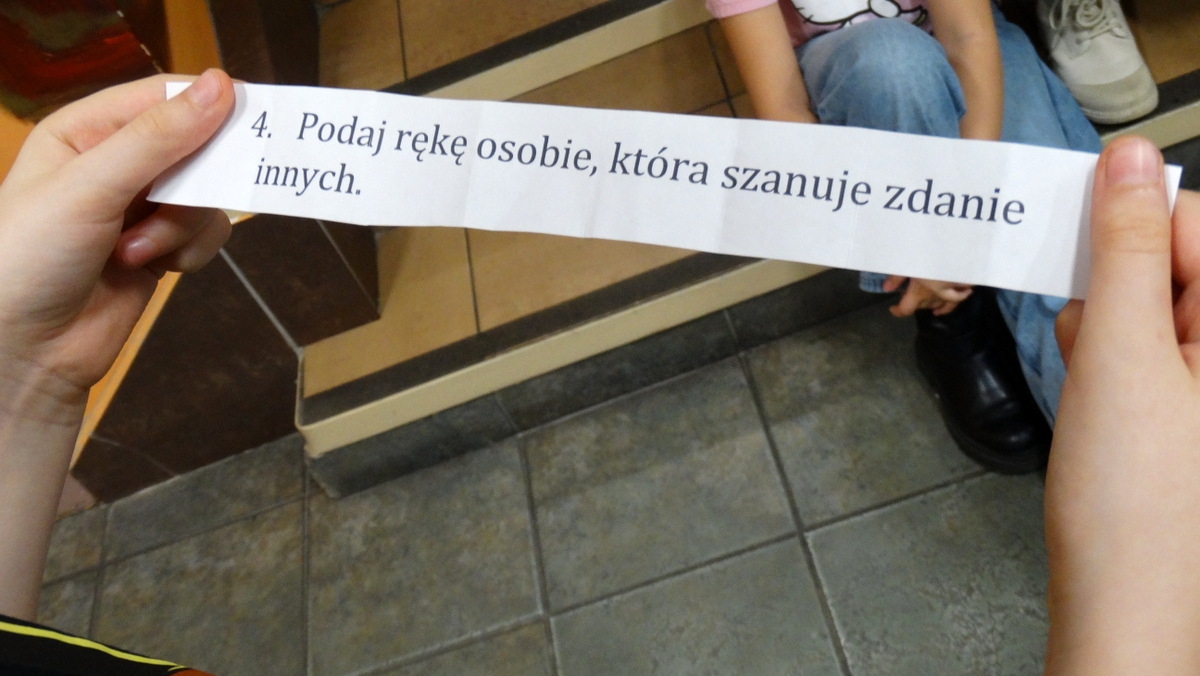 4. Podaj rękę osobie, która szanuje zdanie
innych.